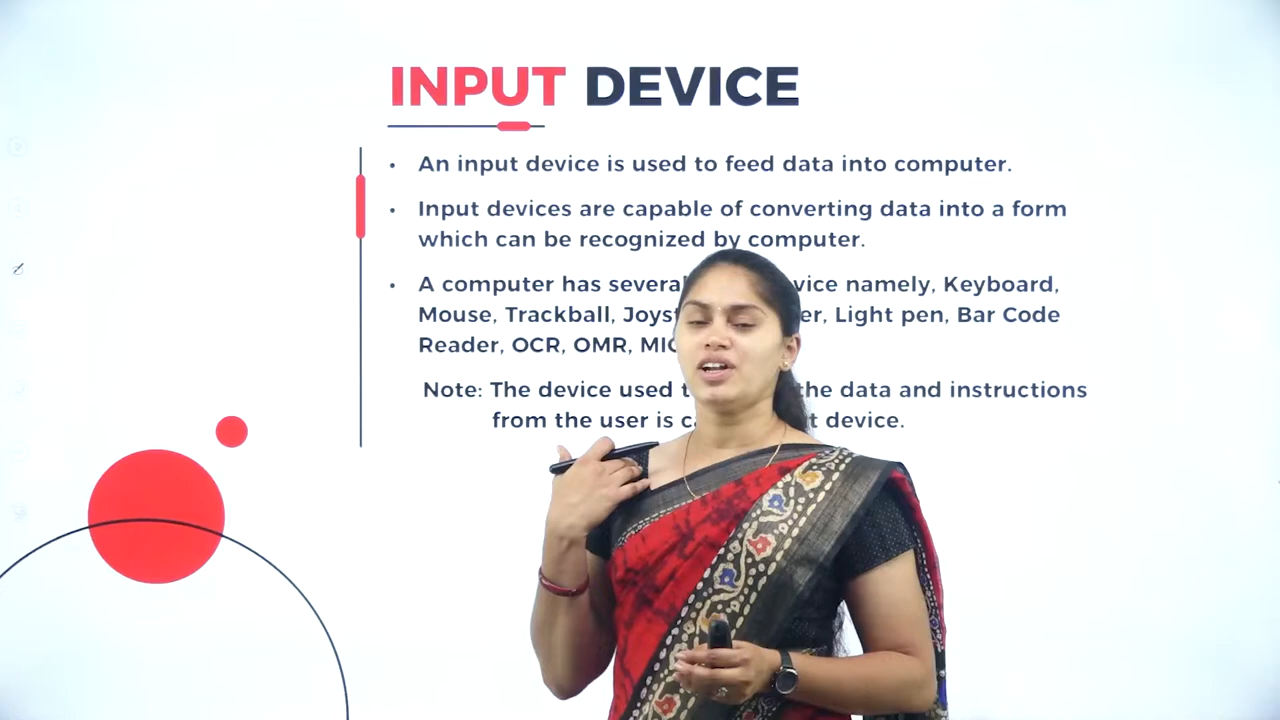 INPUT DEVICE
• An input device is used to feed data into computer.
• Input devices are capable of converting data into a form
which can be recognized by computer.
• A computer has several namely, Keyboard,
Mouse, Trackball, Light pen, Bar Code
Reader, OCR, OMR,
Note: The device used the data and instructions
from the user is device.